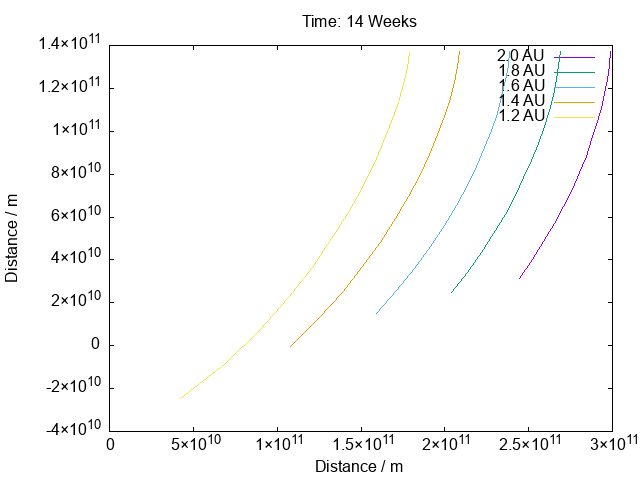 Time: 14 Weeks
1.4×10¹¹
1.2×10¹¹
1×10¹¹
8×10¹⁰
6×10¹⁰
4×10¹⁰
2×10¹⁰
0
-2×10¹⁰
-4×10¹⁰
Distance / m
2.0 AU
1.8 AU
1.6 AU
1.4 AU
1.2 AU
0 5×10¹⁰ 1×10¹¹ 1.5×10¹¹ 2×10¹¹ 2.5×10¹¹ 3×10¹¹
Distance / m